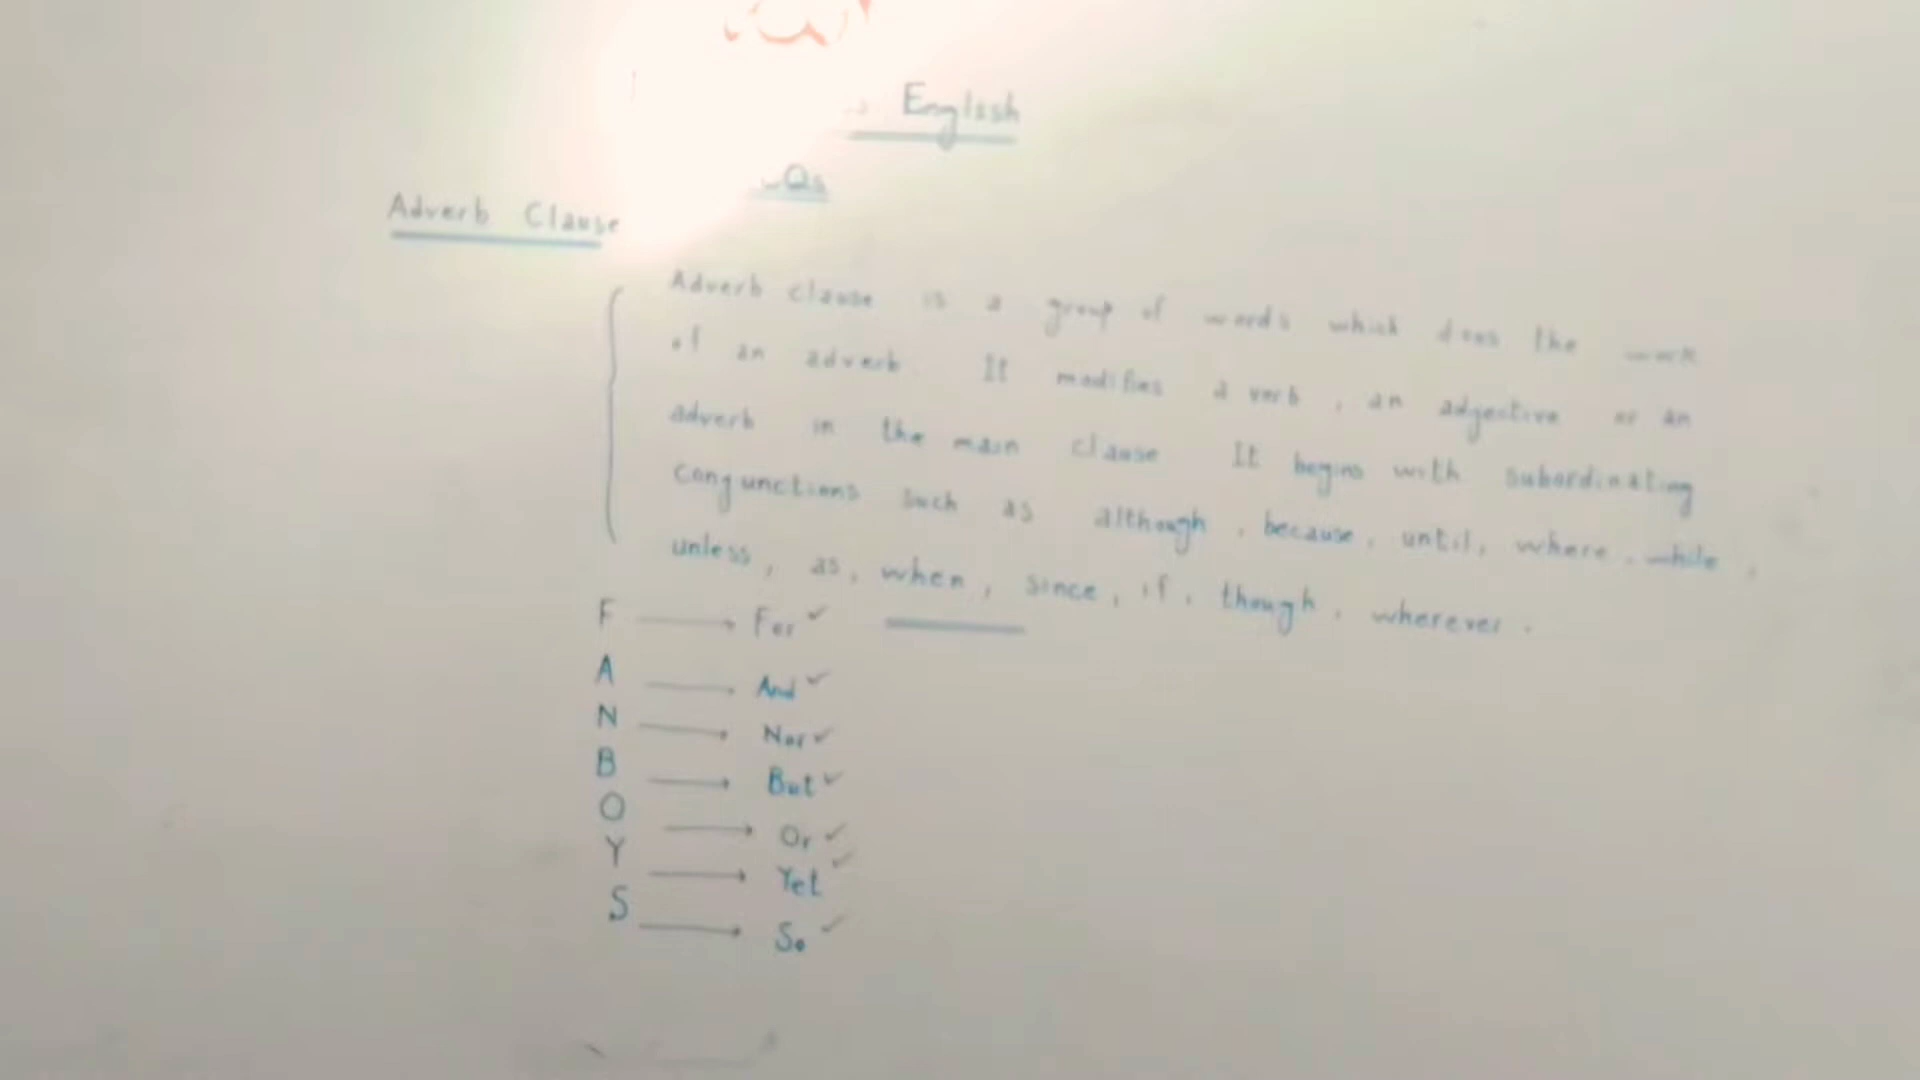 English
Qs
Adverb Clause
Adverb clause is a group of words which does the work
of an adverb. It modifies a verb, an adjective or an
adverb in the main clause It begins with subordinating
conjunctions such as although, because, until, where, while,
unless, as, when, since, if, though, wherever.
F → For ✓
A → And ✓
N → Nor ✓
B → But ✓
O → Or ✓
Y → Yet ✓
S → So ✓